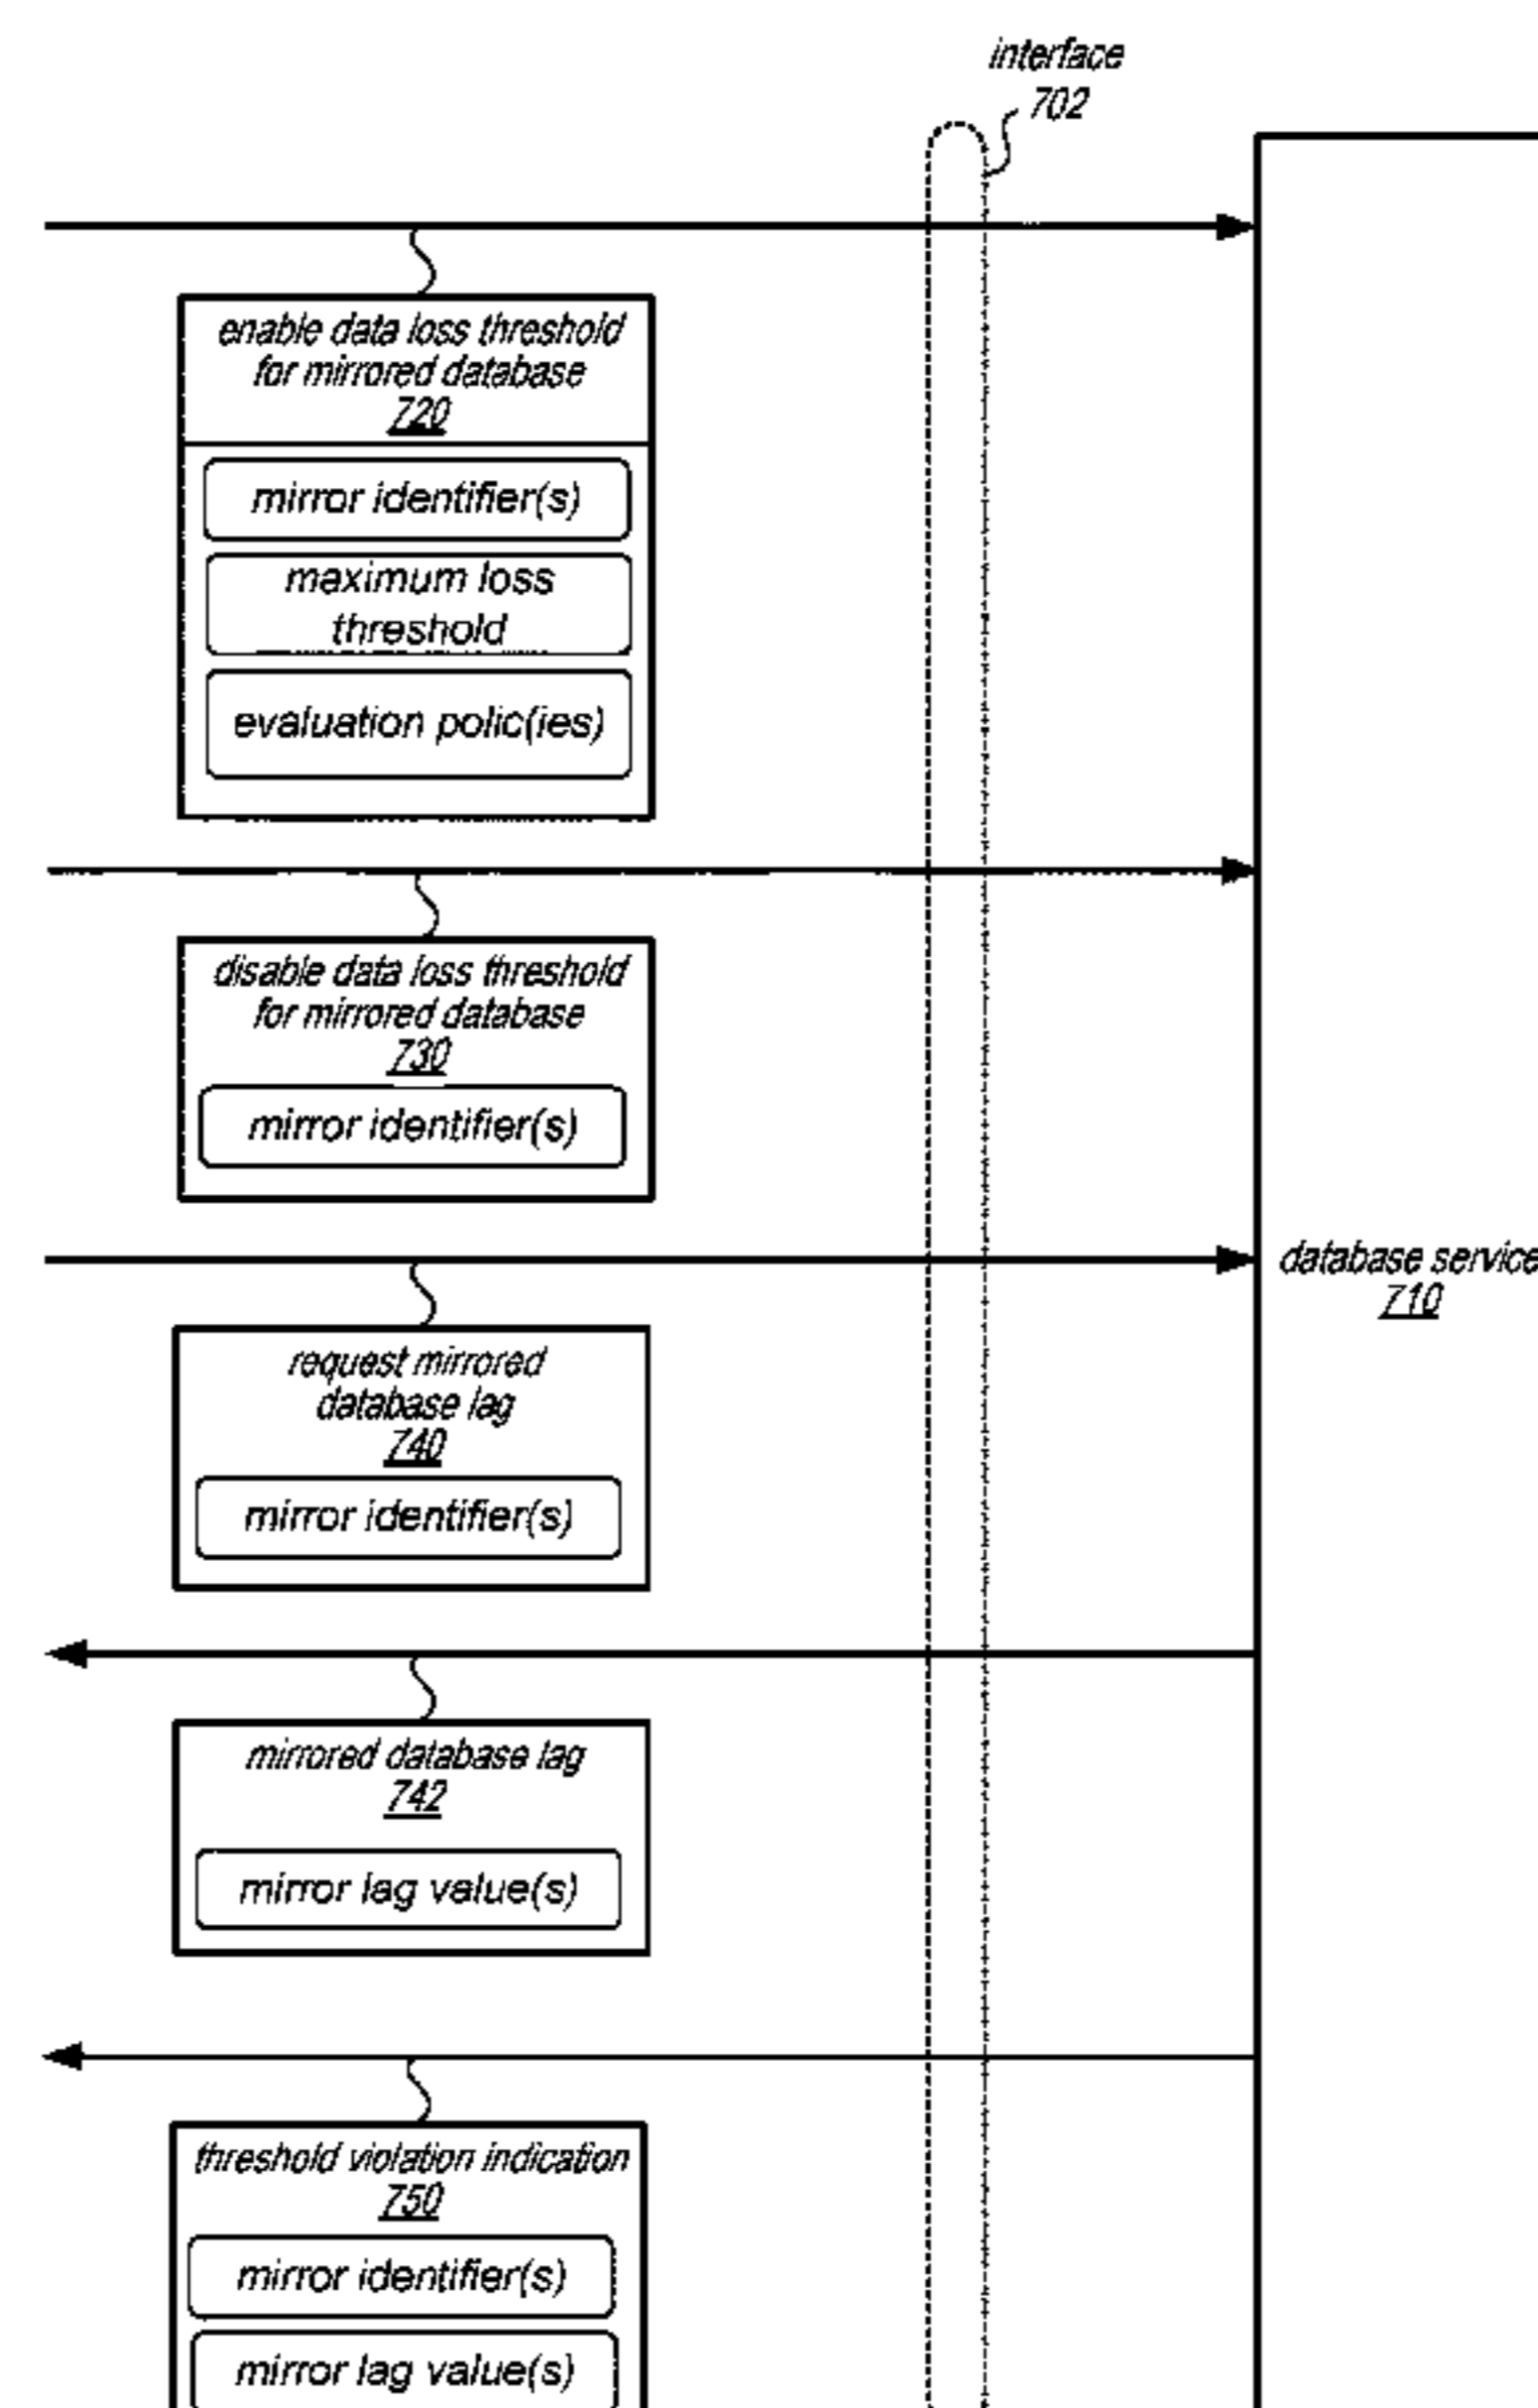 interface
702
enable data loss threshold
for mirrored database
720
mirror identifier(s)
maximum loss
threshold
evaluation polic(ies)
disable data loss threshold
for mirrored database
730
mirror identifier(s)
database service
710
request mirrored
database lag
740
mirror identifier(s)
mirrored database lag
742
mirror lag value(s)
threshold violation indication
750
mirror identifier(s)
mirror lag value(s)